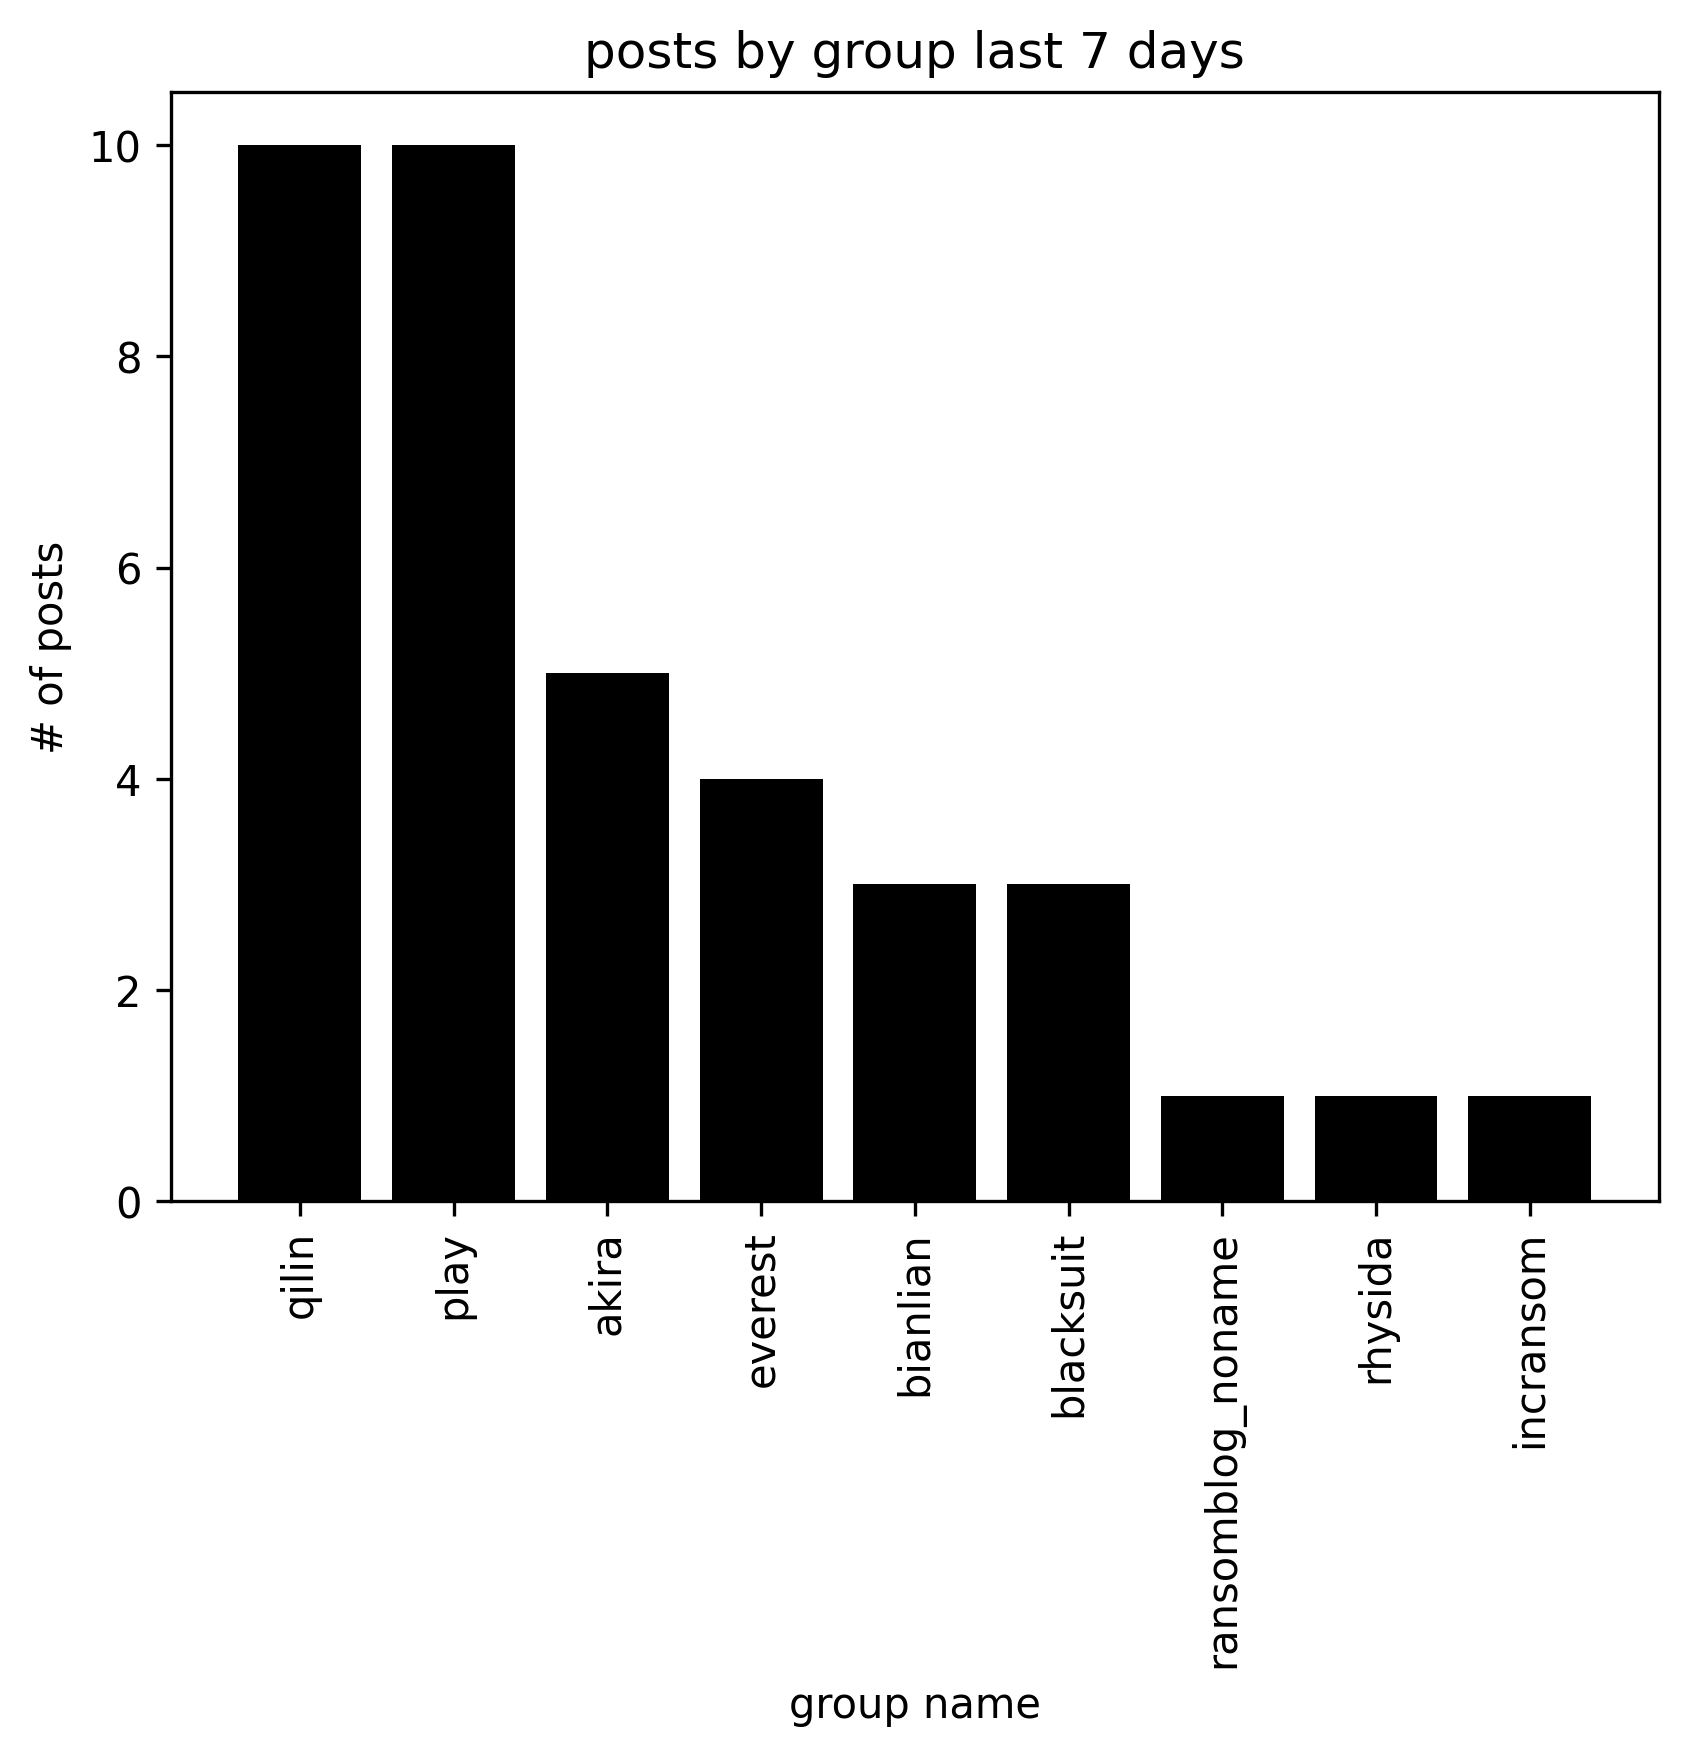 posts by group last 7 days
10
8
6
4
2
0
# of posts
qilin
play
akira
everest
bianlian
blacksuit
ransomblog_noname
rhysida
incransom
group name